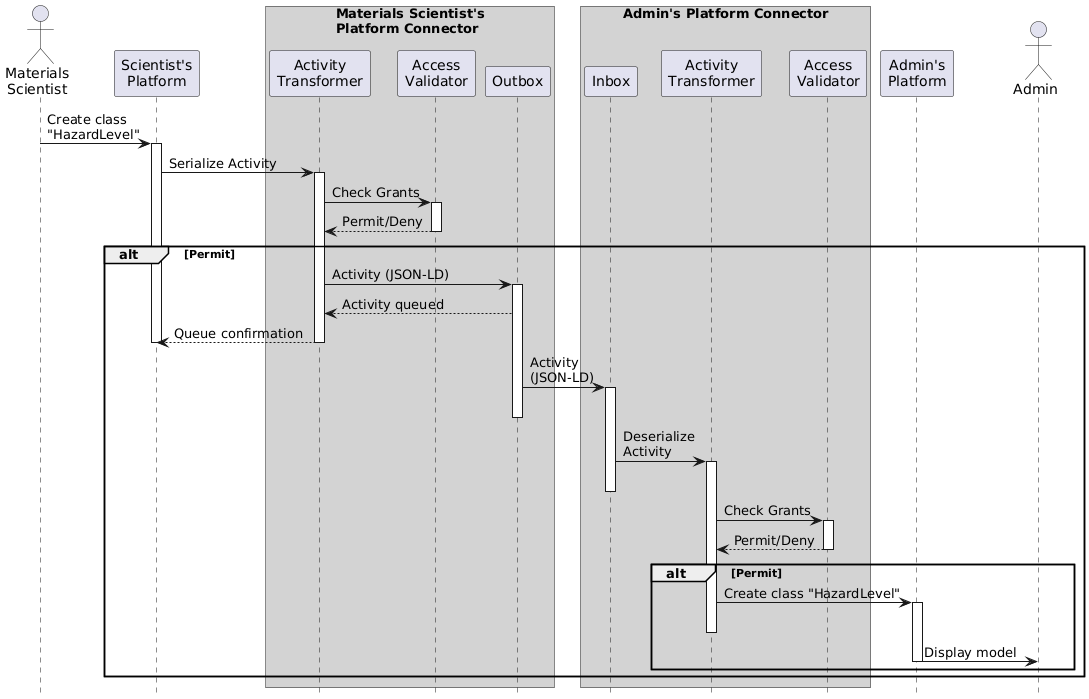 Materials Scientist's
Platform Connector
Admin's Platform Connector
Materials
Scientist
Scientist's
Platform
Activity
Transformer
Access
Validator
Outbox
Inbox
Activity
Transformer
Access
Validator
Admin's
Platform
Admin
Create class
"HazardLevel"
Serialize Activity
Check Grants
Permit/Deny
alt
[Permit]
Activity (JSON-LD)
Activity queued
Queue confirmation
Activity
(JSON-LD)
Deserialize
Activity
Check Grants
Permit/Deny
alt
[Permit]
Create class "HazardLevel"
Display model